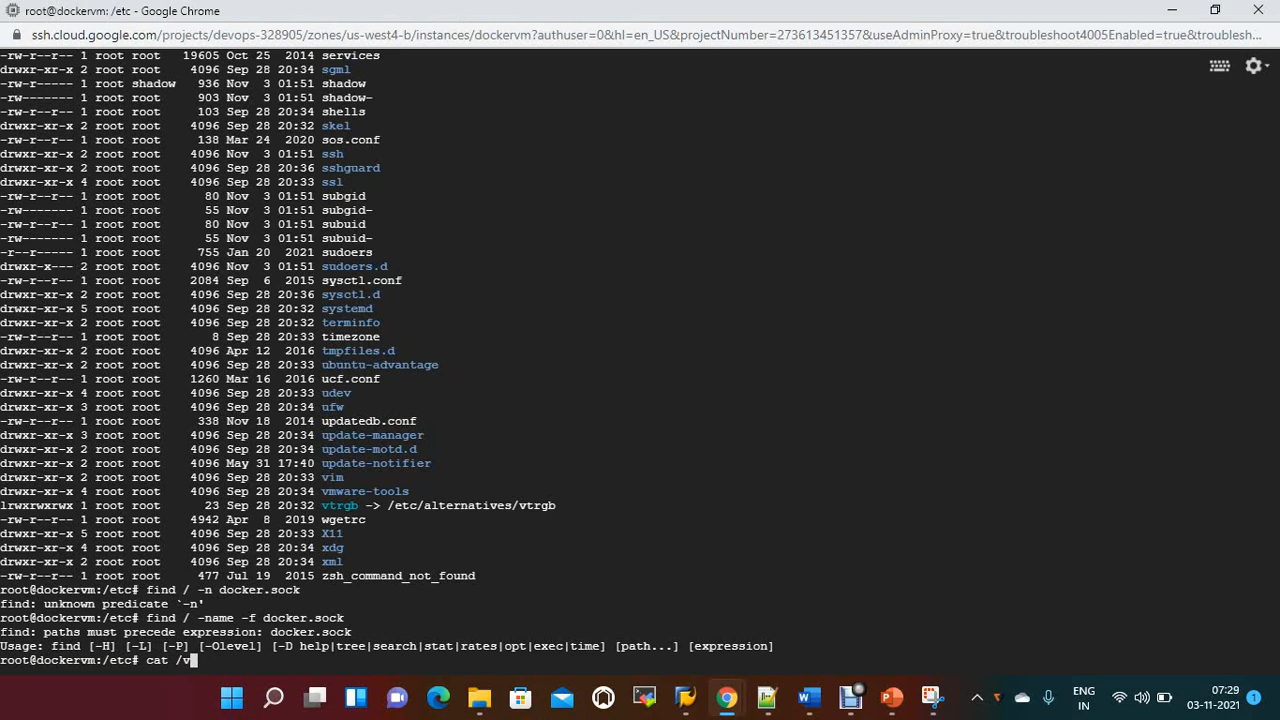 root@dockervm: /etc - Google Chrome
ssh.cloud.google.com/projects/devops-328905/zones/us-west4-b/instances/dockervm?authuser=0&hl=en_US&projectNumber=273613451357&useAdminProxy=true&troubleshoot4005Enabled=true&troublesh...
-rw-r--r-- 1 root root 19605 Oct 25 2014 services
drwxr-xr-x 2 root root 4096 Sep 28 20:34 sgml
-rw-r----- 1 root shadow 936 Nov 3 01:51 shadow
-rw------- 1 root root 903 Nov 3 01:51 shadow-
-rw-r--r-- 1 root root 103 Sep 28 20:34 shells
drwxr-xr-x 2 root root 4096 Sep 28 20:32 skel
-rw-r--r-- 1 root root 138 Mar 24 2020 sos.conf
drwxr-xr-x 2 root root 4096 Nov 3 01:51 ssh
drwxr-xr-x 2 root root 4096 Sep 28 20:36 sshguard
drwxr-xr-x 4 root root 4096 Sep 28 20:33 ssl
-rw-r--r-- 1 root root 80 Nov 3 01:51 subgid
-rw------- 1 root root 55 Nov 3 01:51 subgid-
-rw-r--r-- 1 root root 80 Nov 3 01:51 subuid
-rw------- 1 root root 55 Nov 3 01:51 subuid-
-r--r----- 1 root root 755 Jan 20 2021 sudoers
drwxr-x--- 2 root root 4096 Nov 3 01:51 sudoers.d
-rw-r--r-- 1 root root 2084 Sep 6 2015 sysctl.conf
drwxr-xr-x 2 root root 4096 Sep 28 20:36 sysctl.d
drwxr-xr-x 5 root root 4096 Sep 28 20:32 systemd
drwxr-xr-x 2 root root 4096 Sep 28 20:32 terminfo
-rw-r--r-- 1 root root 8 Sep 28 20:33 timezone
drwxr-xr-x 2 root root 4096 Apr 12 2016 tmpfiles.d
drwxr-xr-x 2 root root 4096 Sep 28 20:33 ubuntu-advantage
-rw-r--r-- 1 root root 1260 Mar 16 2016 ucf.conf
drwxr-xr-x 4 root root 4096 Sep 28 20:33 udev
drwxr-xr-x 3 root root 4096 Sep 28 20:34 ufw
-rw-r--r-- 1 root root 338 Nov 18 2014 updatedb.conf
drwxr-xr-x 3 root root 4096 Sep 28 20:34 update-manager
drwxr-xr-x 2 root root 4096 Sep 28 20:34 update-motd.d
drwxr-xr-x 2 root root 4096 May 31 17:40 update-notifier
drwxr-xr-x 2 root root 4096 Sep 28 20:33 vim
drwxr-xr-x 4 root root 4096 Sep 28 20:34 vmware-tools
lrwxrwxrwx 1 root root 23 Sep 28 20:32 vtrgb -> /etc/alternatives/vtrgb
-rw-r--r-- 1 root root 4942 Apr 8 2019 wgetrc
drwxr-xr-x 5 root root 4096 Sep 28 20:33 X11
drwxr-xr-x 4 root root 4096 Sep 28 20:34 xdg
drwxr-xr-x 2 root root 4096 Sep 28 20:34 xml
-rw-r--r-- 1 root root 477 Jul 19 2015 zsh_command_not_found
root@dockervm:/etc# find / -n docker.sock
find: unknown predicate `-n'
root@dockervm:/etc# find / -name -f docker.sock
find: paths must precede expression: docker.sock
Usage: find [-H] [-L] [-P] [-Olevel] [-D help|tree|search|stat|rates|opt|exec|time] [path...] [expression]
root@dockervm:/etc# cat /v
ENG
IN
07:29
03-11-2021
1